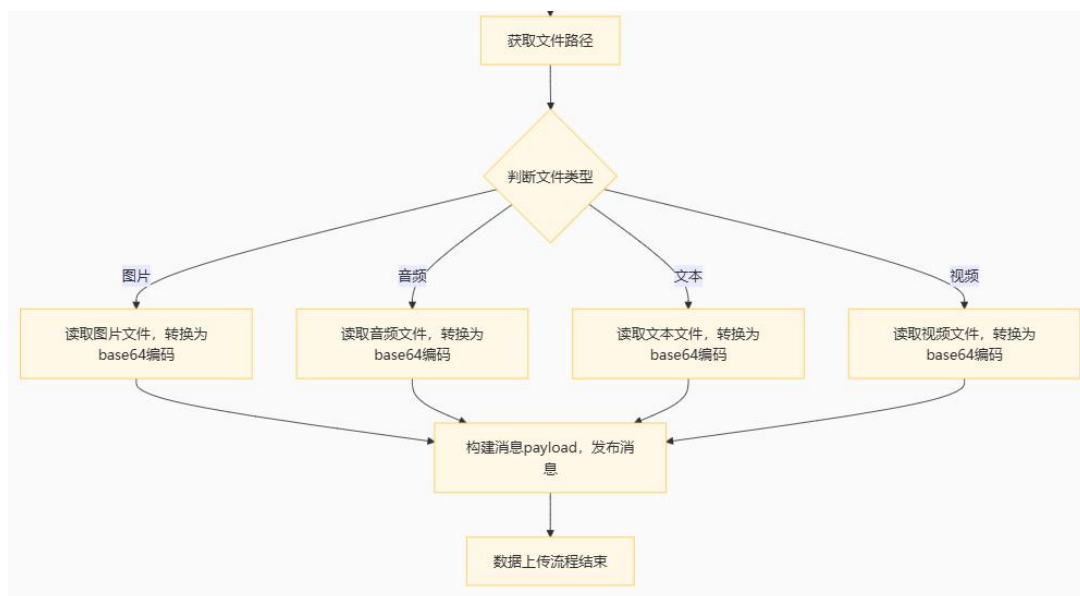 获取文件路径
判断文件类型
图片
音频
文本
视频
读取图片文件，转换为
base64编码
读取音频文件，转换为
base64编码
读取文本文件，转换为
base64编码
读取视频文件，转换为
base64编码
构建消息payload，发布消
息
数据上传流程结束